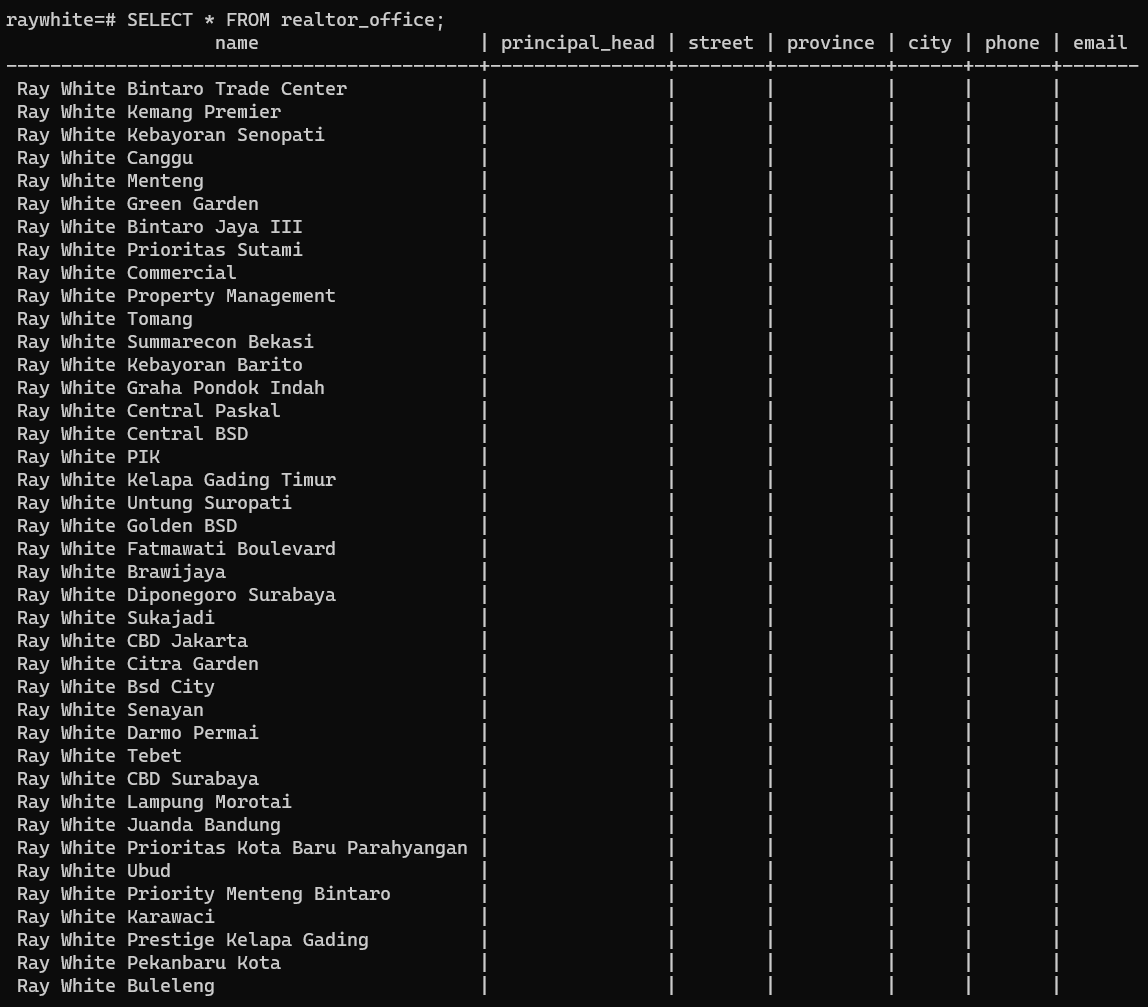 raywhite=# SELECT * FROM realtor_office;
name | principal_head | street | province | city | phone | email
-------------------------------------------+----------------+--------+----------+------+-------+-------
Ray White Bintaro Trade Center | | | | | |
Ray White Kemang Premier | | | | | |
Ray White Kebayoran Senopati | | | | | |
Ray White Canggu | | | | | |
Ray White Menteng | | | | | |
Ray White Green Garden | | | | | |
Ray White Bintaro Jaya III | | | | | |
Ray White Prioritas Sutami | | | | | |
Ray White Commercial | | | | | |
Ray White Property Management | | | | | |
Ray White Tomang | | | | | |
Ray White Summarecon Bekasi | | | | | |
Ray White Kebayoran Barito | | | | | |
Ray White Graha Pondok Indah | | | | | |
Ray White Central Paskal | | | | | |
Ray White Central BSD | | | | | |
Ray White PIK | | | | | |
Ray White Kelapa Gading Timur | | | | | |
Ray White Untung Suropati | | | | | |
Ray White Golden BSD | | | | | |
Ray White Fatmawati Boulevard | | | | | |
Ray White Brawijaya | | | | | |
Ray White Diponegoro Surabaya | | | | | |
Ray White Sukajadi | | | | | |
Ray White CBD Jakarta | | | | | |
Ray White Citra Garden | | | | | |
Ray White Bsd City | | | | | |
Ray White Senayan | | | | | |
Ray White Darmo Permai | | | | | |
Ray White Tebet | | | | | |
Ray White CBD Surabaya | | | | | |
Ray White Lampung Morotai | | | | | |
Ray White Juanda Bandung | | | | | |
Ray White Prioritas Kota Baru Parahyangan | | | | | |
Ray White Ubud | | | | | |
Ray White Priority Menteng Bintaro | | | | | |
Ray White Karawaci | | | | | |
Ray White Prestige Kelapa Gading | | | | | |
Ray White Pekanbaru Kota | | | | | |
Ray White Buleleng | | | | | |